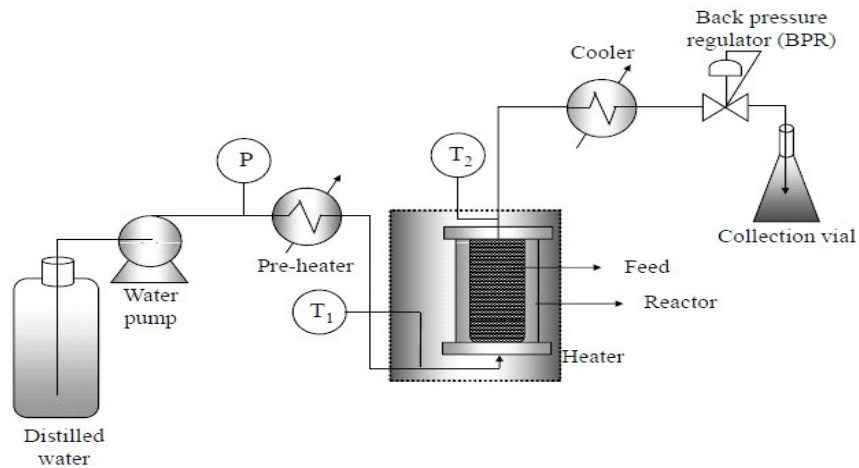 Back pressure
regulator (BPR)
Cooler
T₂
P
Pre-heater
Collection vial
Feed
Water
pump
T₁
Reactor
Heater
Distilled
water